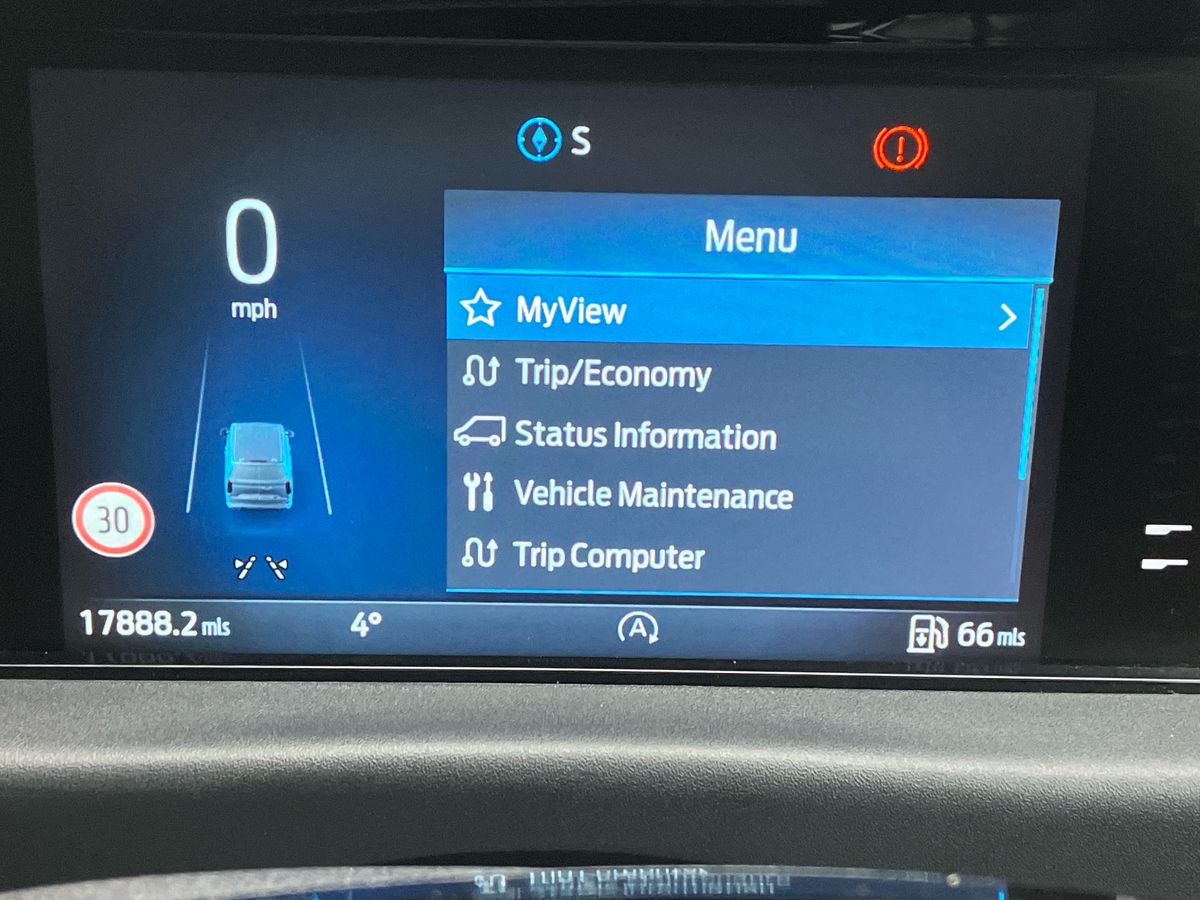 S
Menu
0
mph
MyView
Trip/Economy
Status Information
Vehicle Maintenance
30
Trip Computer
17888.2 mls
4°
A
66 mls